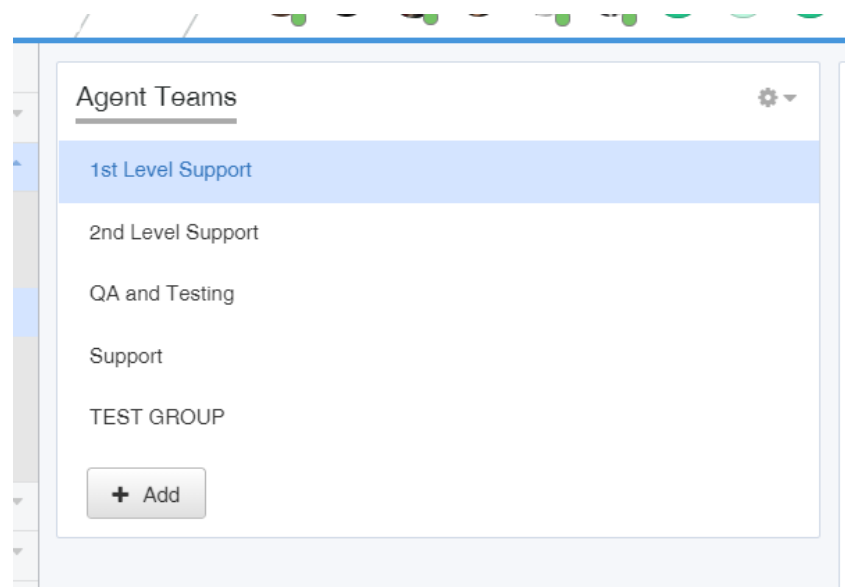 Agent Teams
1st Level Support
2nd Level Support
QA and Testing
Support
TEST GROUP
+ Add